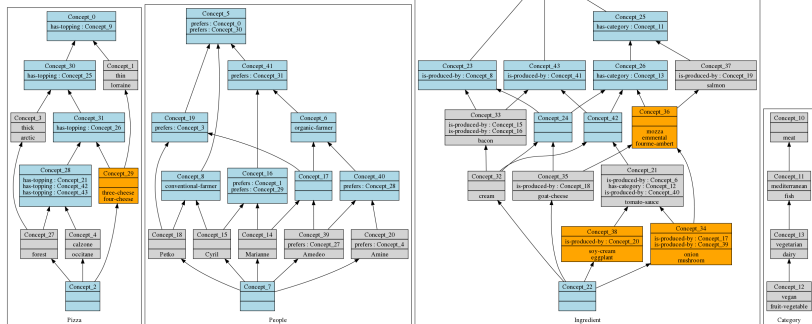 Concept_0
has-topping : Concept_9
Concept_30
has-topping : Concept_25
Concept_1
thin
lorraine
Concept_3
thick
arctic
Concept_31
has-topping : Concept_26
Concept_28
has-topping : Concept_21
has-topping : Concept_42
has-topping : Concept_43
Concept_29
three-cheese
four-cheese
Concept_27
forest
Concept_4
calzone
occitane
Concept_2
Pizza
Concept_5
prefers : Concept_0
prefers : Concept_30
Concept_41
prefers : Concept_31
Concept_19
prefers : Concept_3
Concept_6
organic-farmer
Concept_8
conventional-farmer
Concept_16
prefers : Concept_1
prefers : Concept_29
Concept_17
Concept_40
prefers : Concept_28
Concept_18
Petko
Concept_15
Cyril
Concept_14
Marianne
Concept_39
prefers : Concept_27
Amedeo
Concept_20
prefers : Concept_4
Amine
Concept_7
People
Concept_25
has-category : Concept_11
Concept_23
is-produced-by : Concept_8
Concept_43
is-produced-by : Concept_41
Concept_26
has-category : Concept_13
Concept_37
is-produced-by : Concept_19
salmon
Concept_33
is-produced-by : Concept_15
is-produced-by : Concept_16
bacon
Concept_24
Concept_42
Concept_36
mozza
emmental
fourme-ambert
Concept_32
cream
Concept_35
is-produced-by : Concept_18
goat-cheese
Concept_21
is-produced-by : Concept_6
has-category : Concept_12
is-produced-by : Concept_40
tomato-sauce
Concept_38
is-produced-by : Concept_20
soy-cream
eggplant
Concept_34
is-produced-by : Concept_17
is-produced-by : Concept_39
onion
mushroom
Concept_22
Ingredient
Concept_10
meat
Concept_11
mediterranean
fish
Concept_13
vegetarian
dairy
Concept_12
vegan
fruit-vegetable
Category